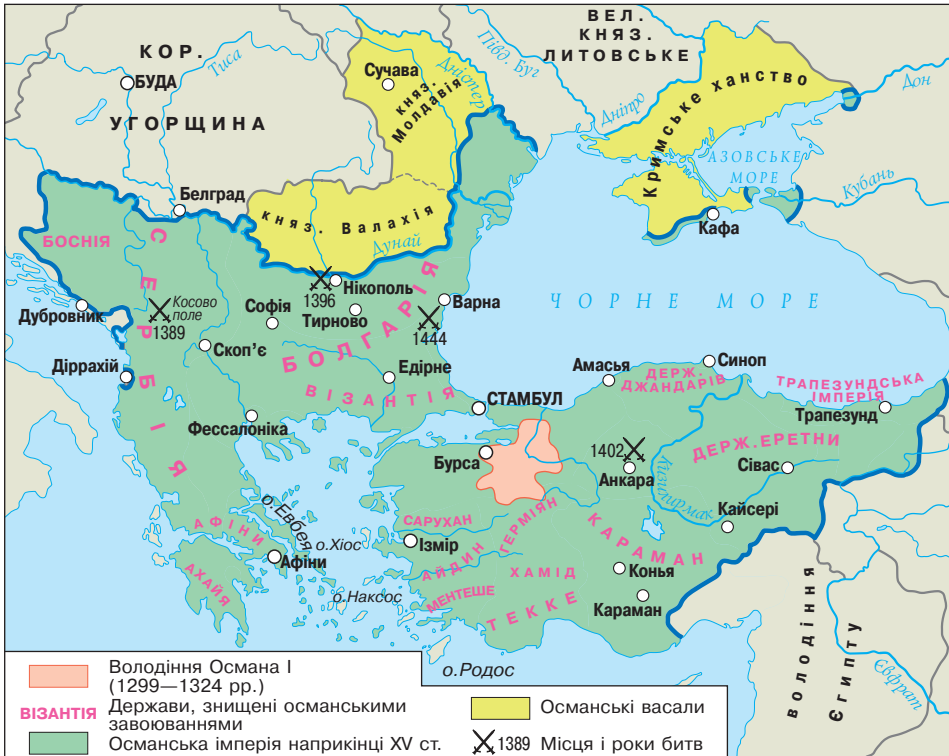 ВЕЛ.
КНЯЗ.
ЛИТОВСЬКЕ
КОР.
УГОРЩИНА
БУДА
Тиса
Сучава
княз.
Молдавія
Дністер
Півд. Буг
Дніпро
Кримське ханство
Дон
АЗОВСЬКЕ
МОРЕ
Кубань
Кафа
Белград
княз. Валахія
Дунай
БОСНІЯ
СЕРБІЯ
Дубровник
Косово
поле
1389
1396
Нікополь
Софія
Тирново
Варна
1444
БОЛГАРІЯ
ЧОРНЕ МОРЕ
Скоп'є
Діррахій
Едірне
ВІЗАНТІЯ
СТАМБУЛ
Фессалоніка
Амасья
ДЕРЖ.
ДЖАНДАРІВ
Синоп
ТРАПЕЗУНДСЬКА
ІМПЕРІЯ
Трапезунд
ДЕРЖ.ЕРЕТНИ
1402
Анкара
Сівас
Бурса
Кайсері
о.Евбея
АФІНИ
Афіни
о.Хіос
САРУХАН
Ізмір
ГЕРМІЯН
КАРАМАН
АЙДИН
ХАМІД
Конья
АХАЙЯ
о.Наксос
МЕНТЕШЕ
ТЕККЕ
Караман
ВОЛОДІННЯ
ЄГИПТУ
Євфрат
о.Родос
Володіння Османа І
(1299—1324 рр.)
ВІЗАНТІЯ Держави, знищені османськими
завоюваннями
Османська імперія наприкінці XV ст.
Османські васали
1389 Місця і роки битв